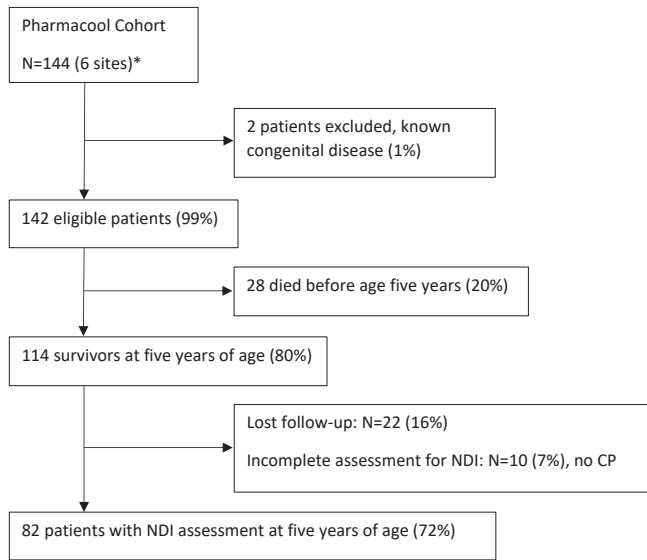 Pharmacool Cohort
N=144 (6 sites)*
2 patients excluded, known
congenital disease (1%)
142 eligible patients (99%)
28 died before age five years (20%)
114 survivors at five years of age (80%)
Lost follow-up: N=22 (16%)
Incomplete assessment for NDI: N=10 (7%), no CP
82 patients with NDI assessment at five years of age (72%)